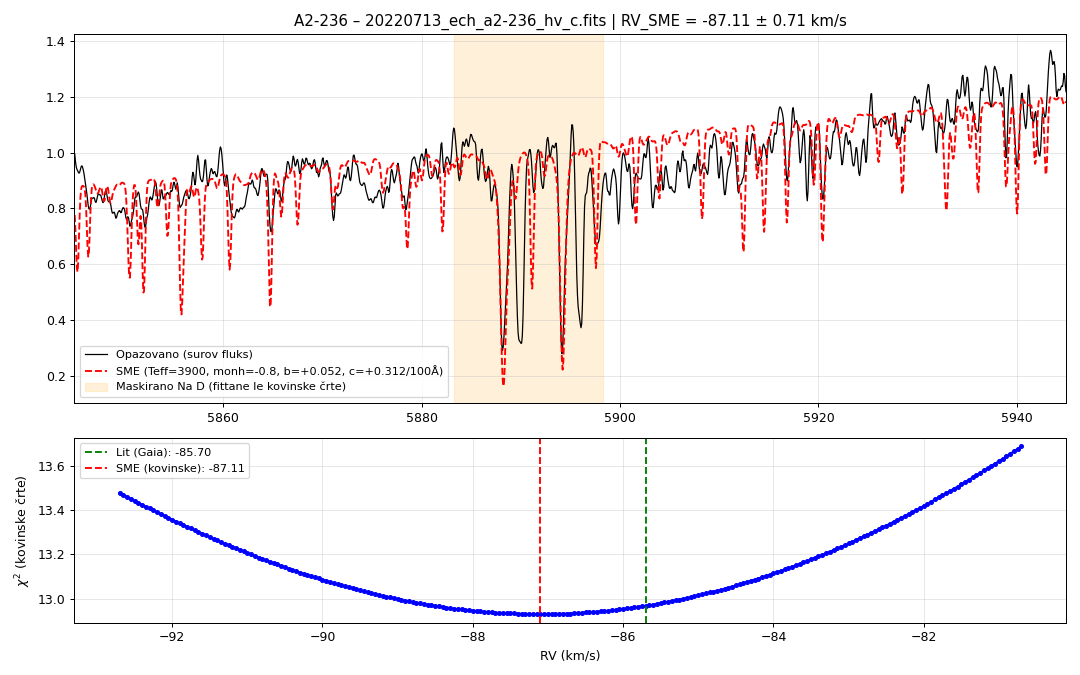 A2-236 – 20220713_ech_a2-236_hv_c.fits | RV_SME = -87.11 ± 0.71 km/s
1.4
1.2
1.0
0.8
0.6
0.4
0.2
Opazovano (surov fluks)
SME (Teff=3900, monh=-0.8, b=+0.052, c=+0.312/100Å)
Maskirano Na D (fittane le kovinske črte)
5860 5880 5900 5920 5940
Lit (Gaia): -85.70
SME (kovinske): -87.11
13.6
13.4
13.2
13.0
χ² (kovinske črte)
−92 −90 −88 −86 −84 −82
RV (km/s)